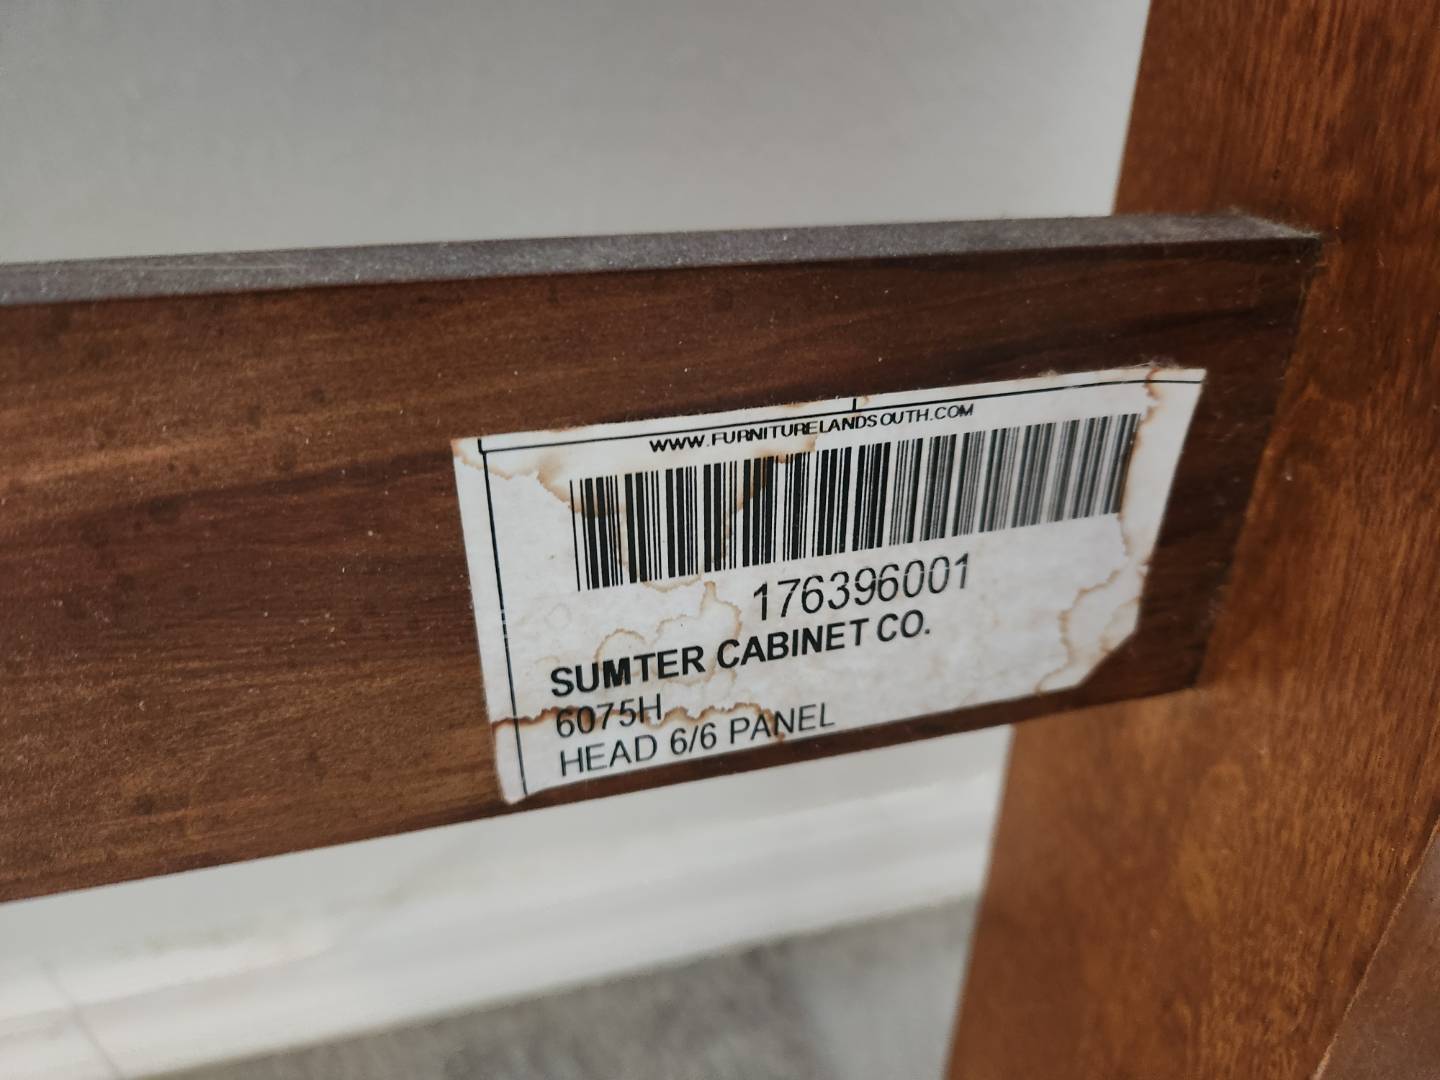 WWW.FURNITURELANDSOUTH.COM
176396001
SUMTER CABINET CO.
6075H
HEAD 6/6 PANEL